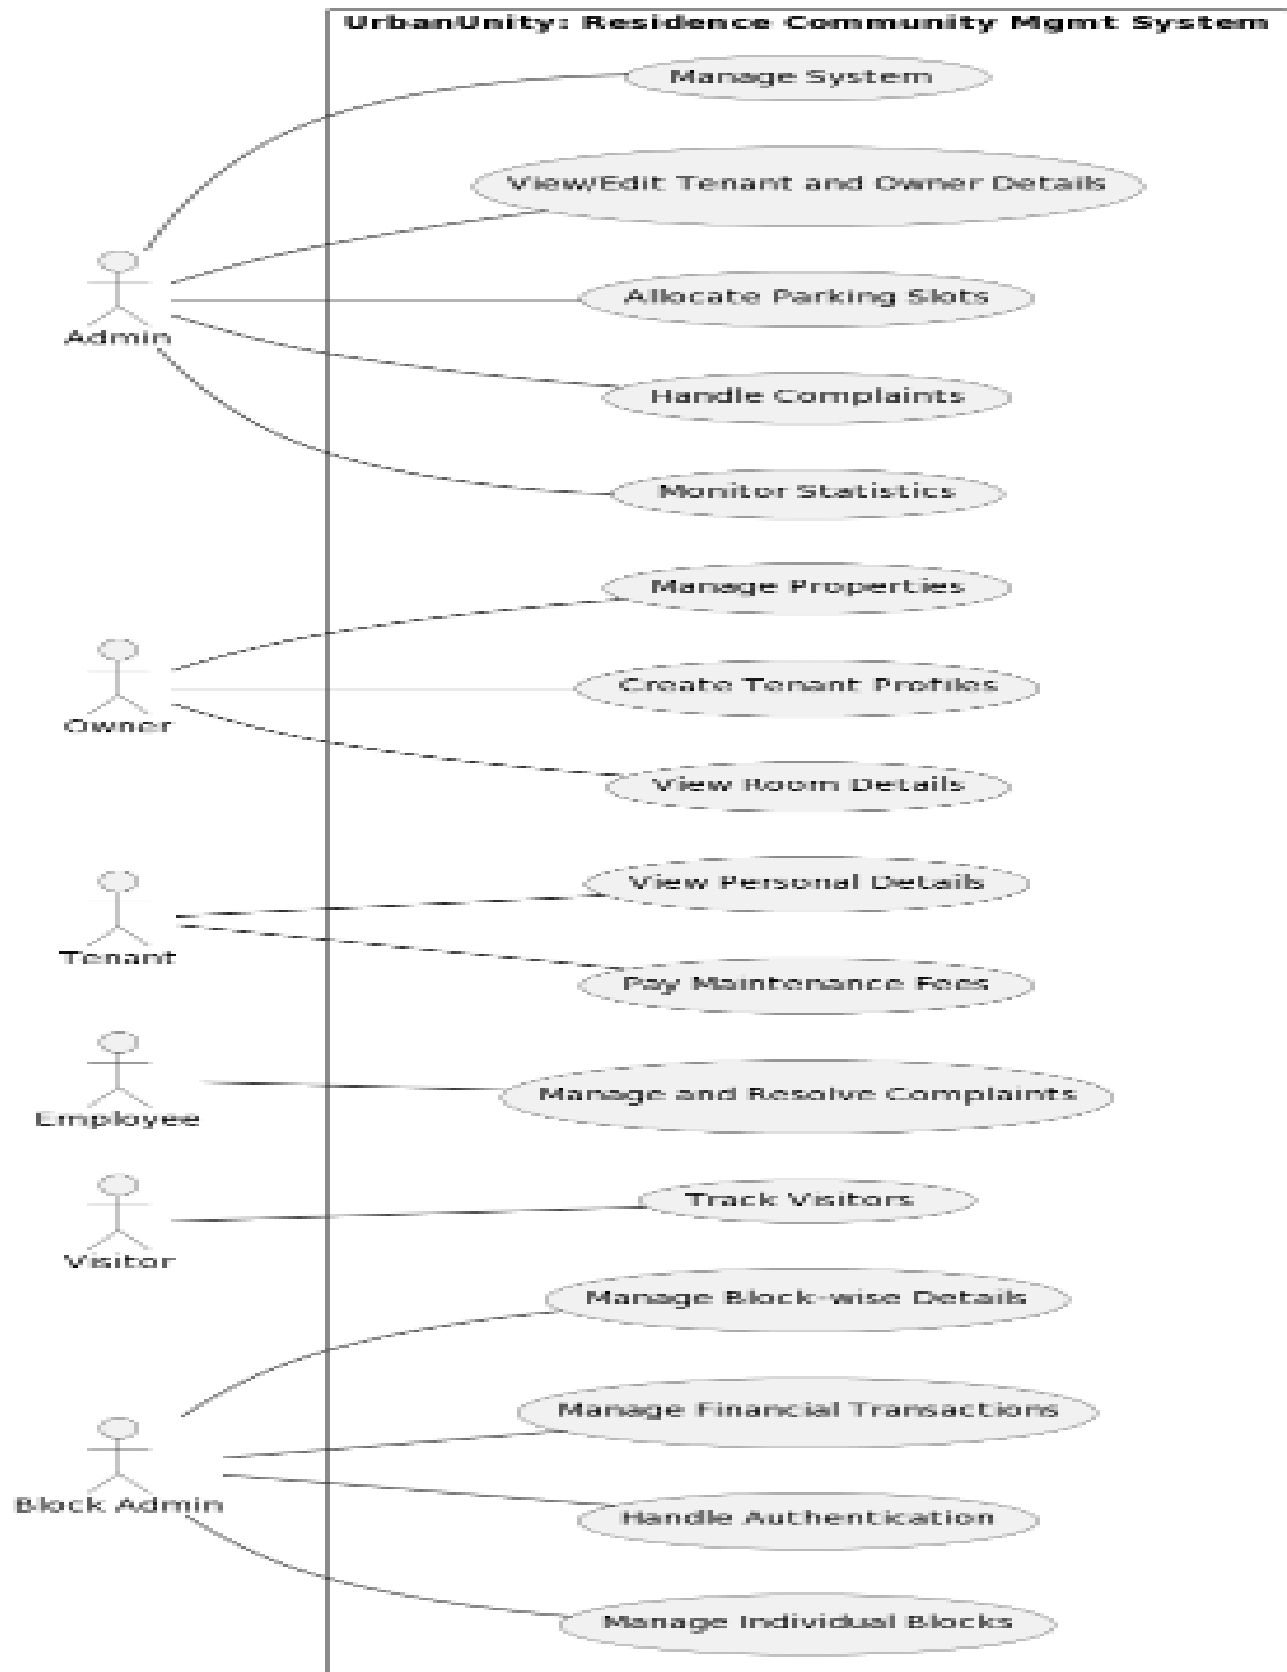 UrbanUnity: Residence Community Mgmt System
Manage System
View/Edit Tenant and Owner Details
Allocate Parking Slots
Admin
Handle Complaints
Monitor Statistics
Manage Properties
Create Tenant Profiles
Owner
View Room Details
View Personal Details
Tenant
Pay Maintenance Fees
Manage and Resolve Complaints
Employee
Track Visitors
Visitor
Manage Block-wise Details
Manage Financial Transactions
Block Admin
Handle Authentication
Manage Individual Blocks